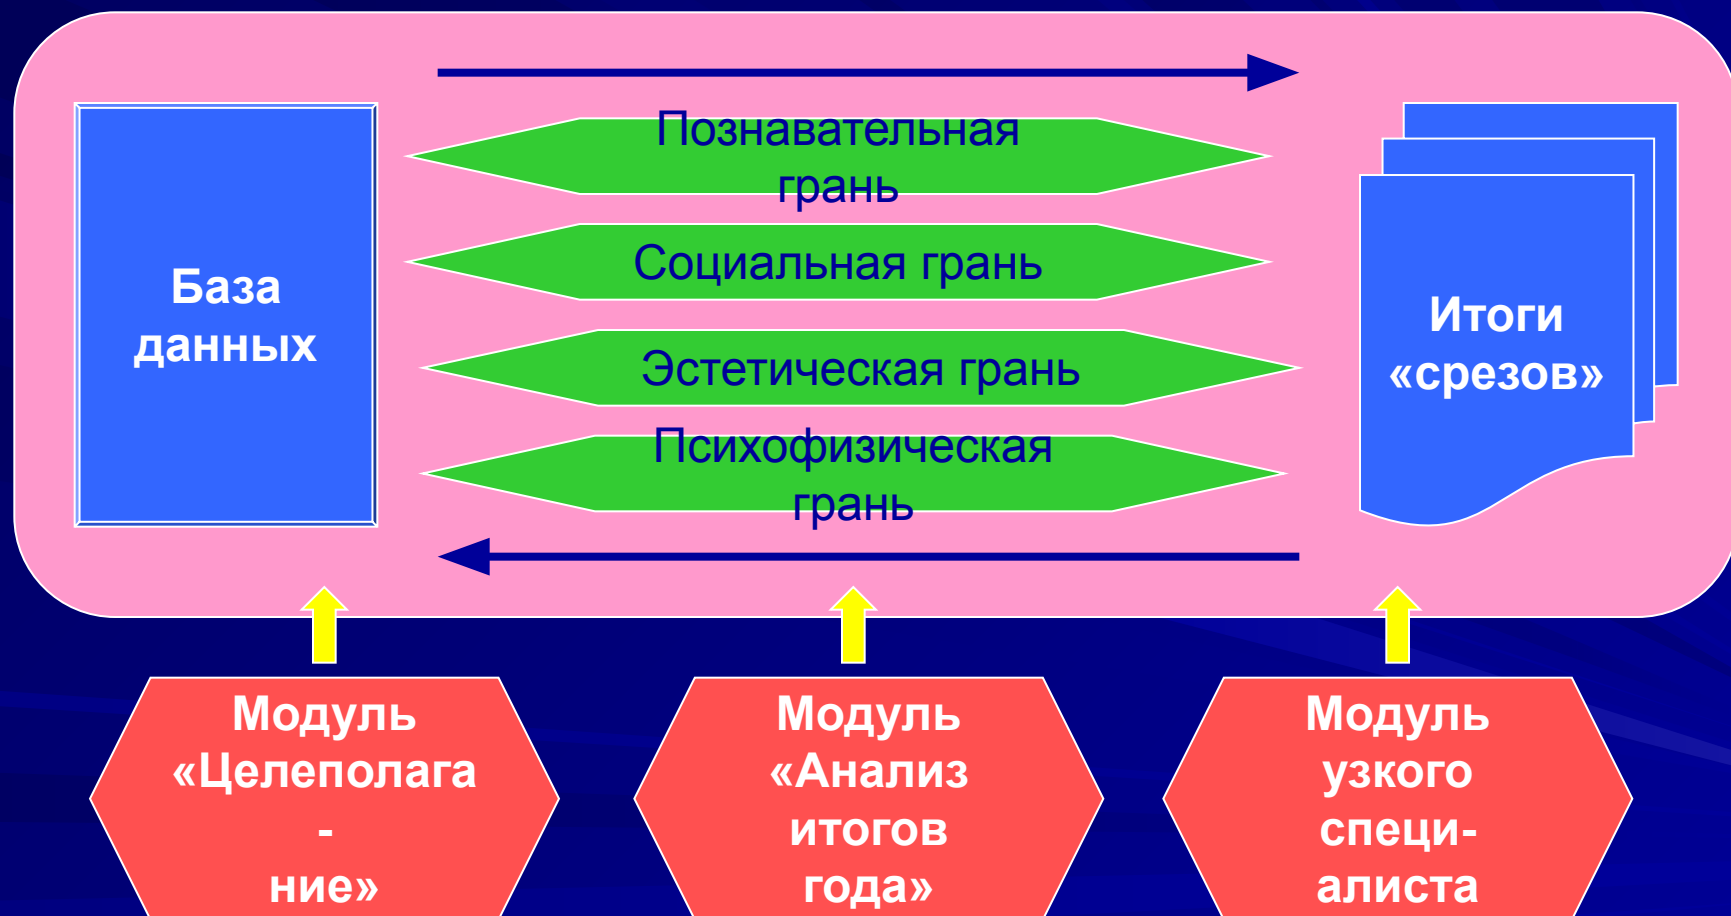 Познавательная
грань
Социальная грань
Эстетическая грань
Психофизическая
грань
База
данных
Итоги
«срезов»
Модуль
«Целеполага
-
ние»
Модуль
«Анализ
итогов
года»
Модуль
узкого
специ-
алиста